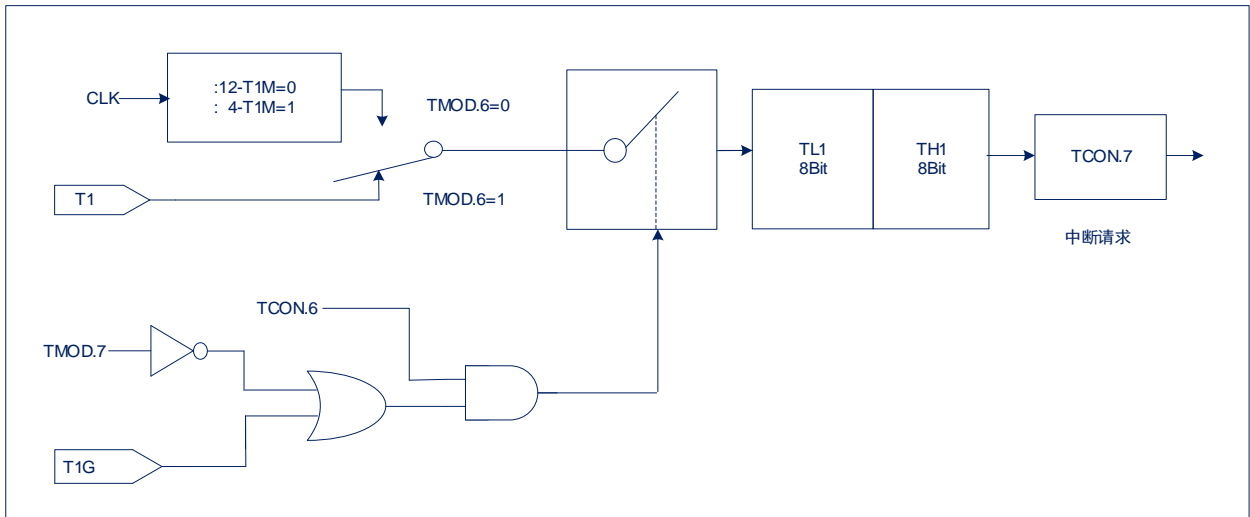 CLK
:12-T1M=0
: 4-T1M=1
TMOD.6=0
TMOD.6=1
T1
TL1
8Bit
TH1
8Bit
TCON.7
中断请求
TCON.6
TMOD.7
T1G